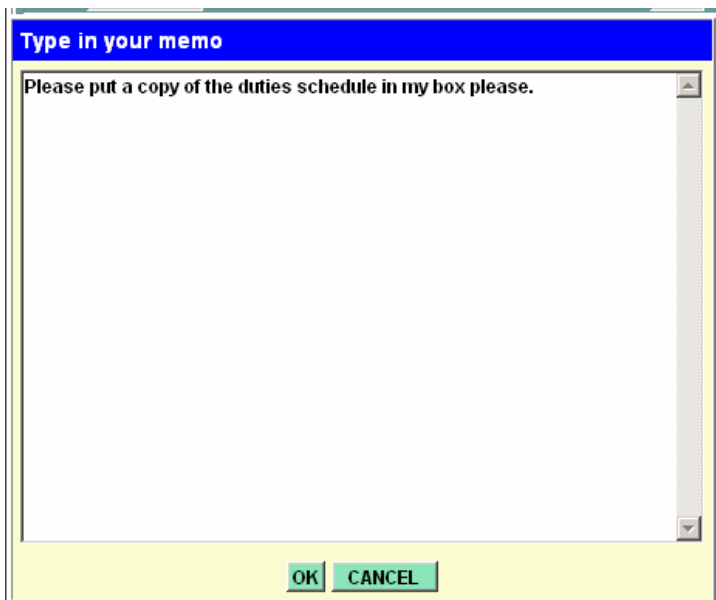 Type in your memo
Please put a copy of the duties schedule in my box please.
OK CANCEL